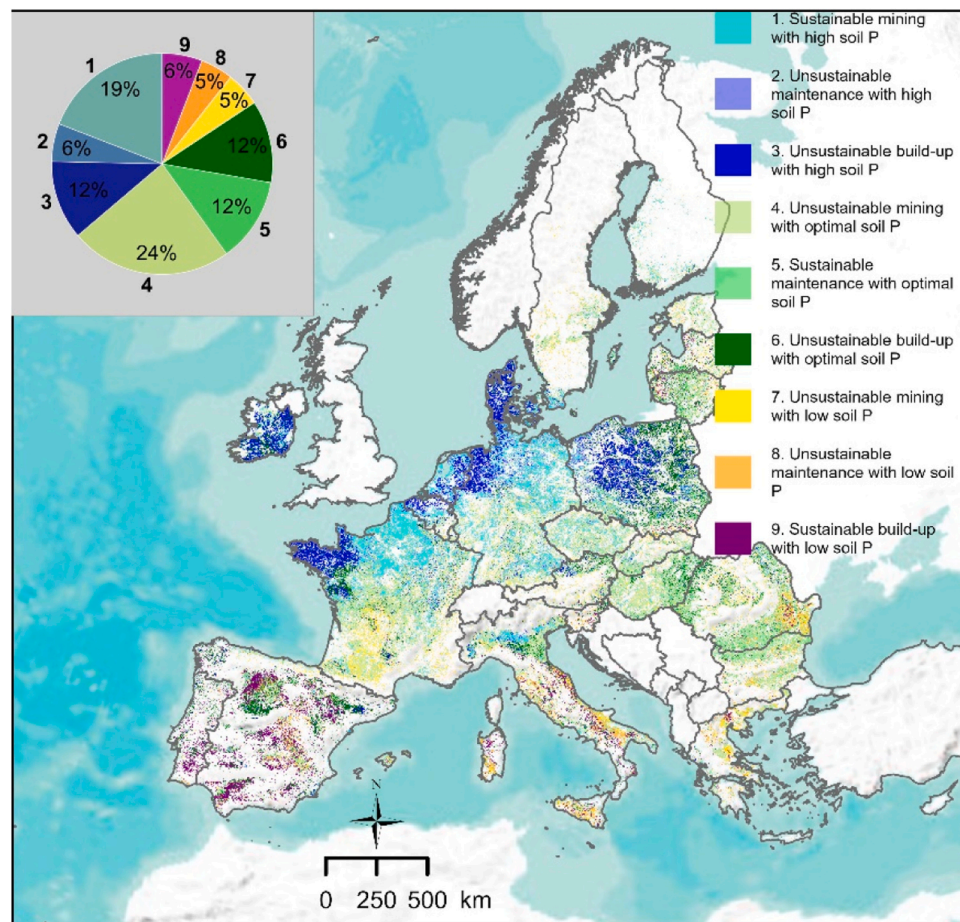 9
8
7
1
6%
5%
5%
19%
6
12%
2
6%
3
12%
12%
5
24%
4
1. Sustainable mining
with high soil P
2. Unsustainable
maintenance with high
soil P
3. Unsustainable build-up
with high soil P
4. Unsustainable mining
with optimal soil P
5. Sustainable
maintenance with optimal
soil P
6. Unsustainable build-up
with optimal soil P
7. Unsustainable mining
with low soil P
8. Unsustainable
maintenance with low soil
P
9. Sustainable build-up
with low soil P
N
0 250 500 km